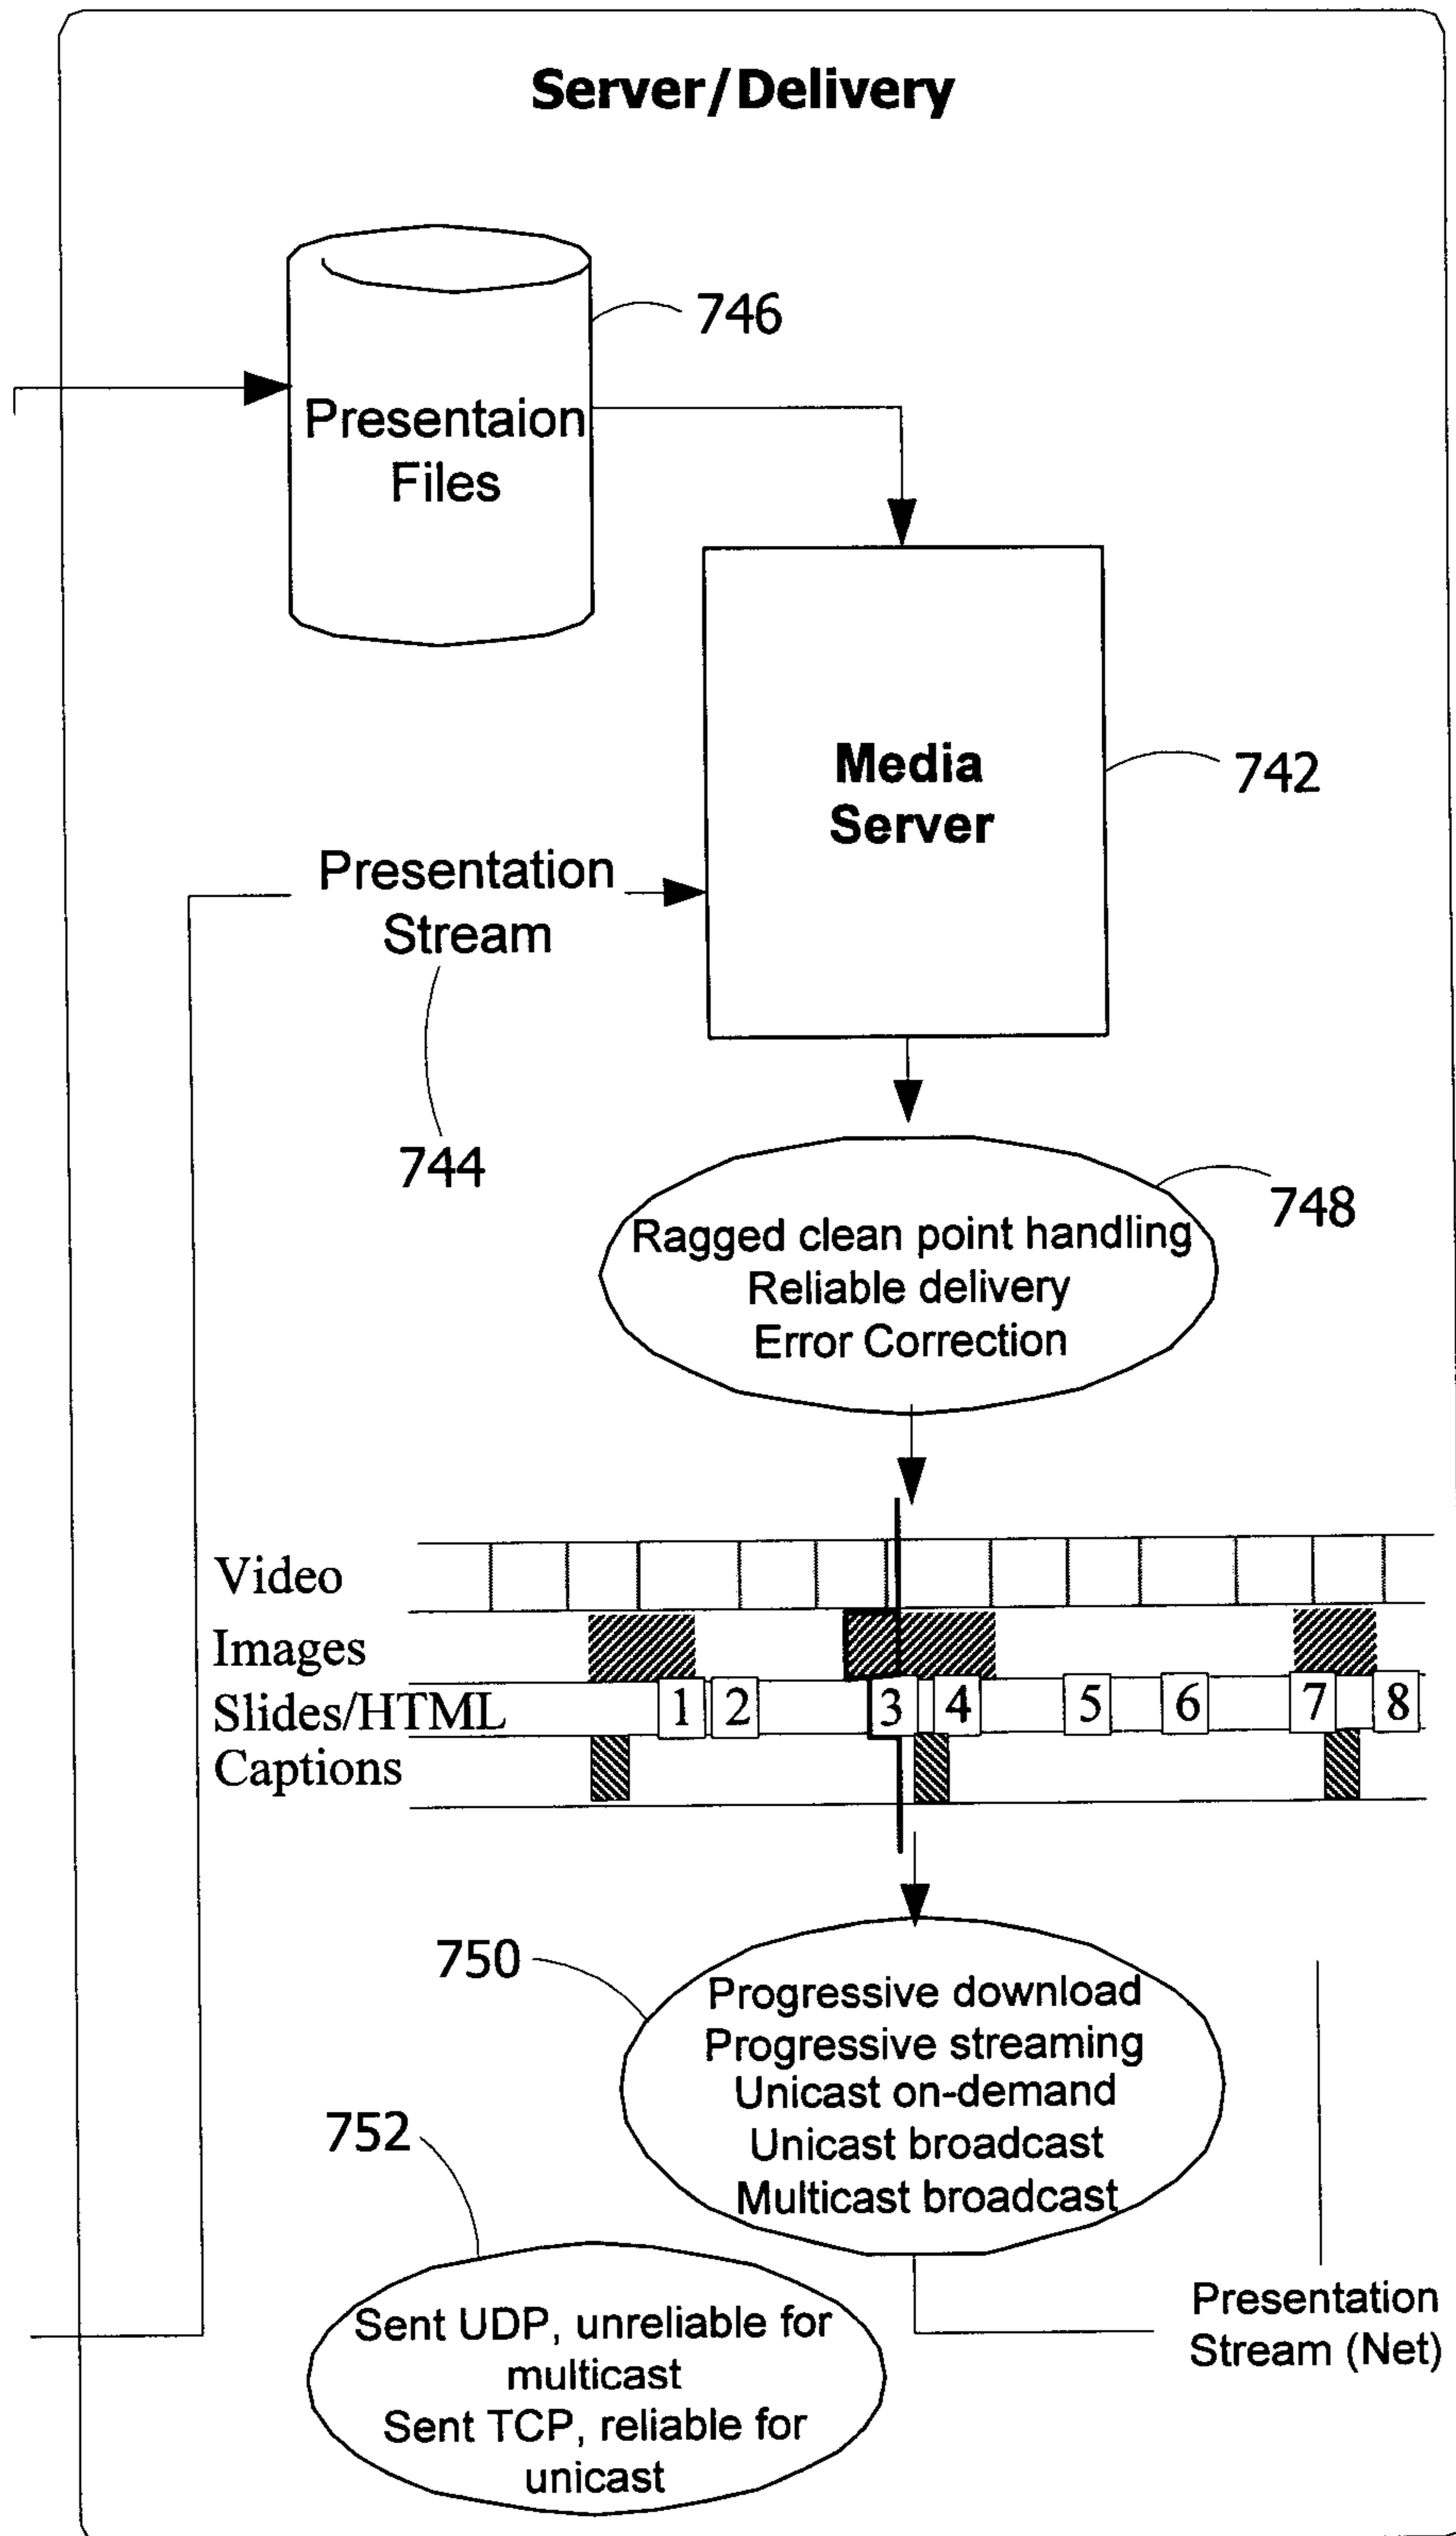 Server/Delivery
746
Presentaion
Files
Media
Server
742
Presentation
Stream
744
748
Ragged clean point handling
Reliable delivery
Error Correction
Video
Images
Slides/HTML
1 2 3 4 5 6 7 8
Captions
750
Progressive download
Progressive streaming
Unicast on-demand
Unicast broadcast
Multicast broadcast
752
Sent UDP, unreliable for
multicast
Sent TCP, reliable for
unicast
Presentation
Stream (Net)